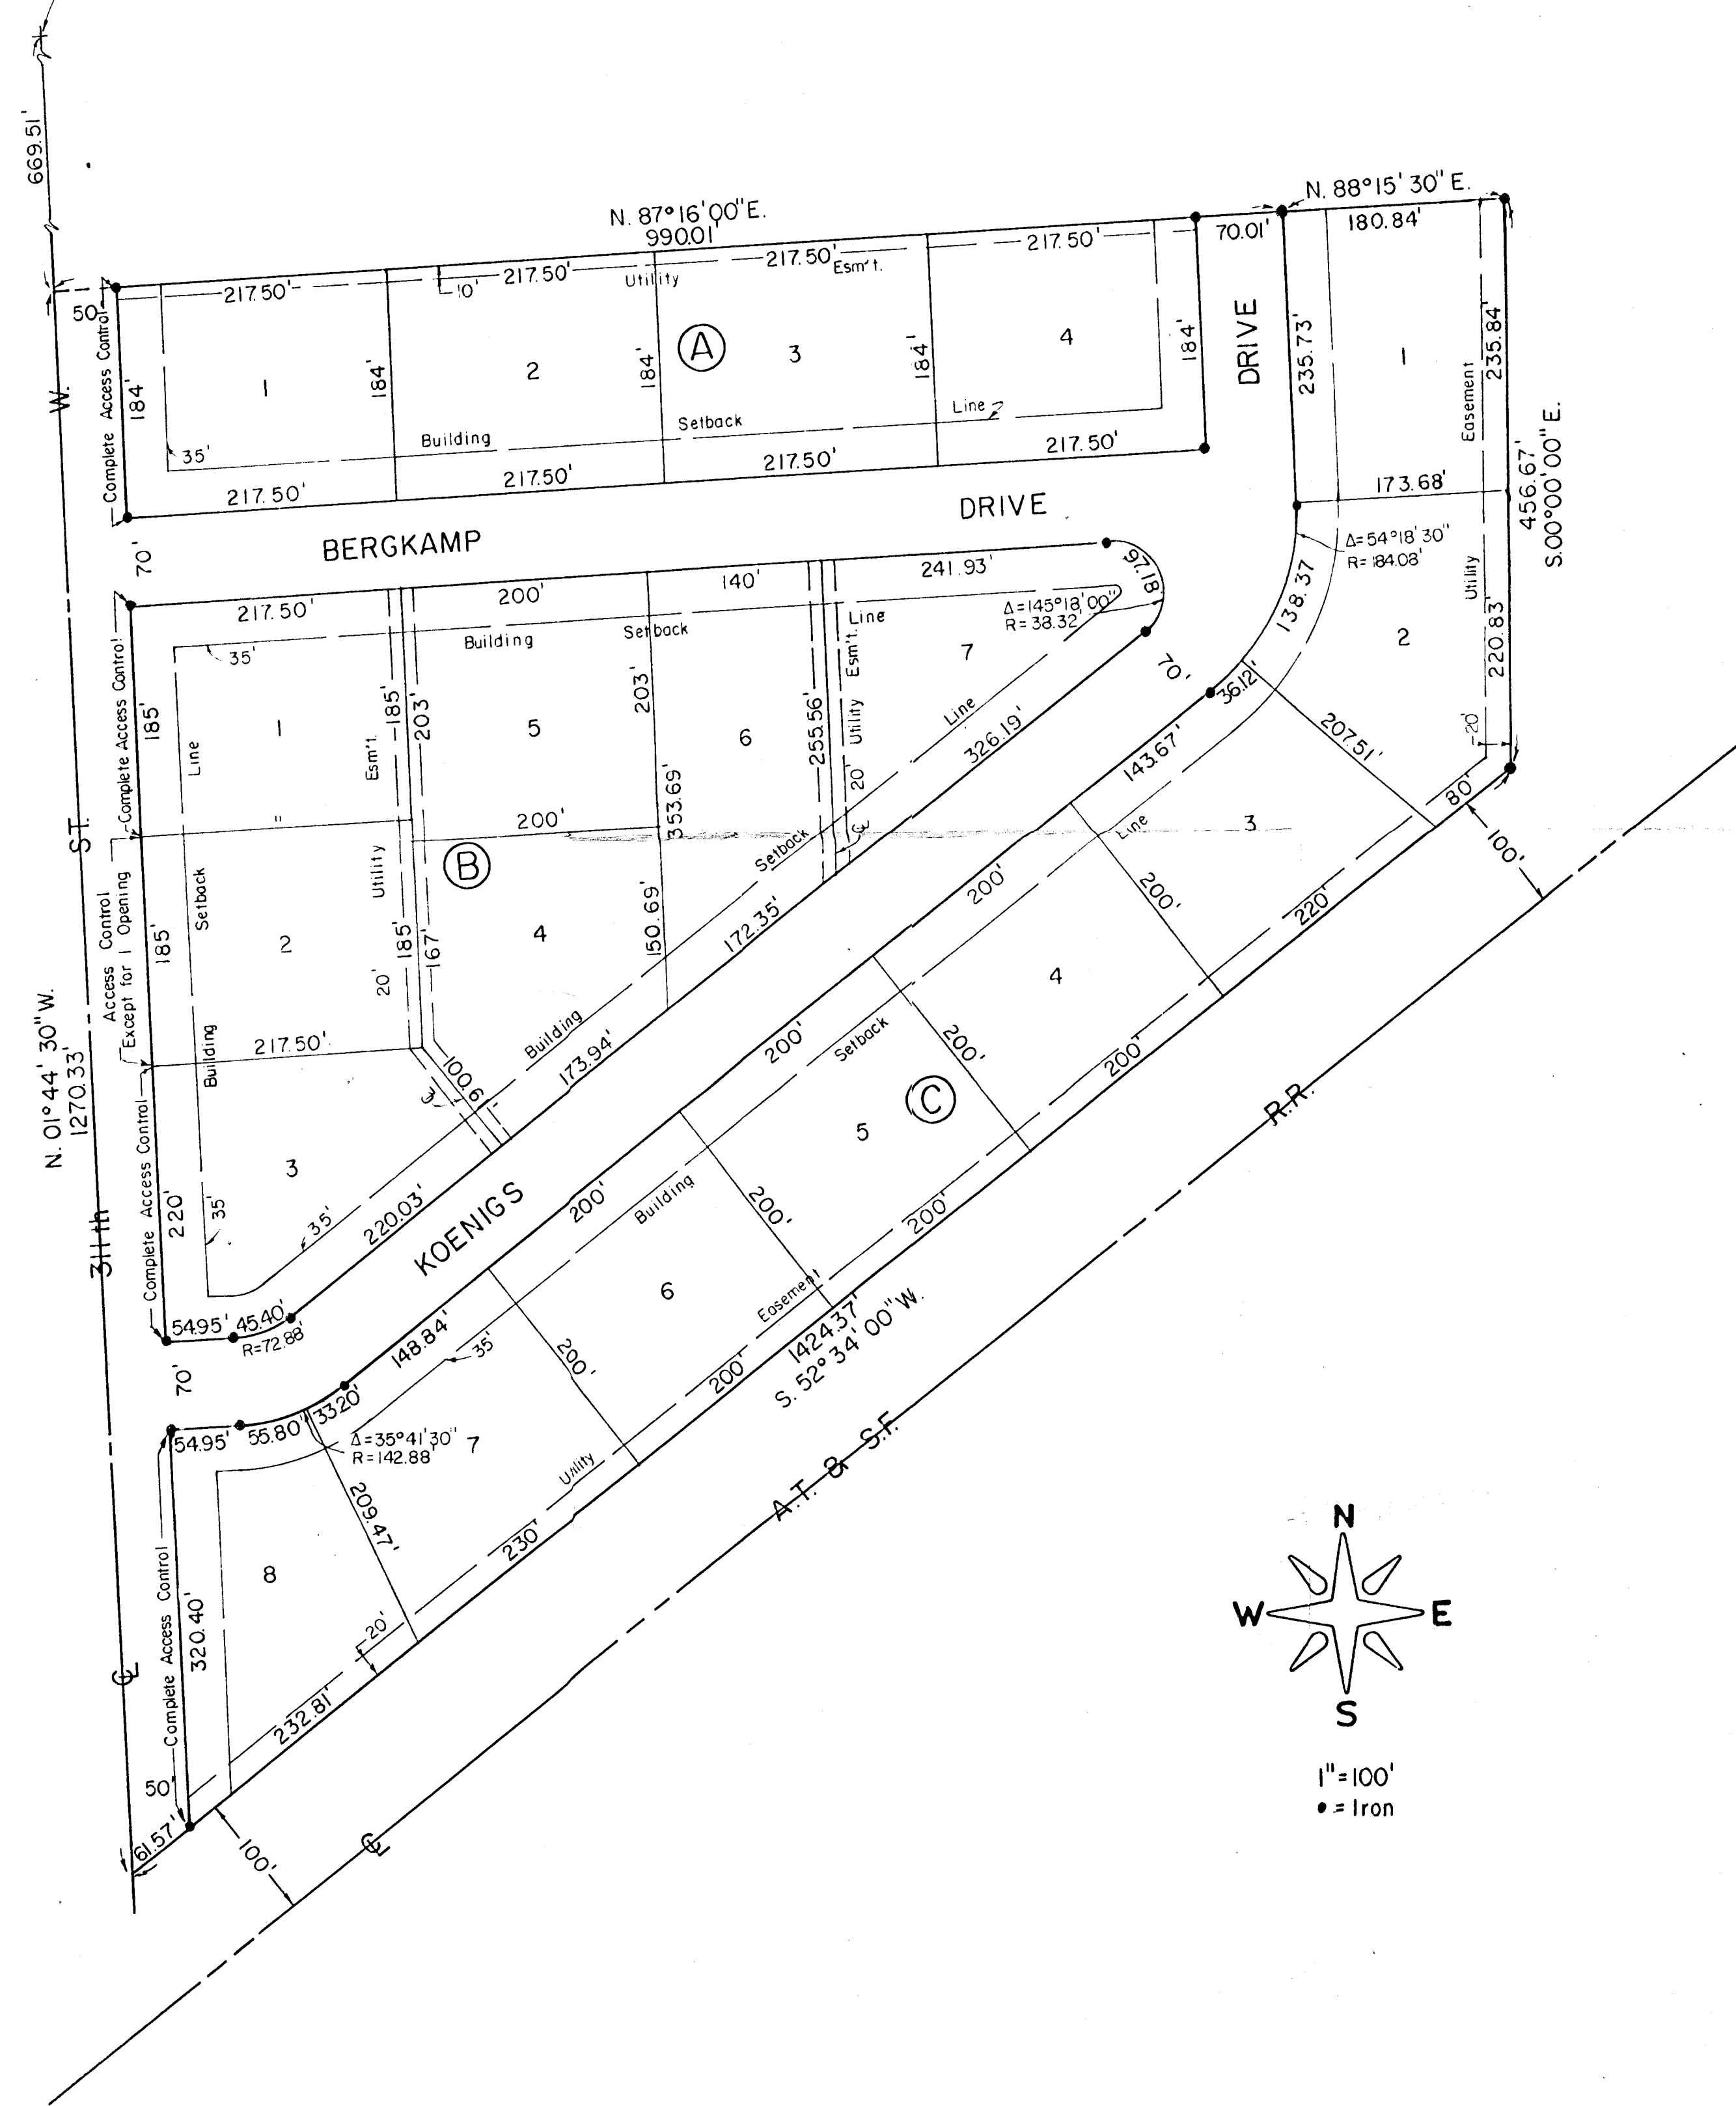 669.51'
N. 87°16'00"E.
990.01'
N. 88°15'30"E.
70.01'
180.84'
50'
217.50'
10'
217.50'
Utility
217.50'
Esm't.
217.50'
W.
Complete Access Control
184'
1
184'
2
184'
A
3
184'
4
184'
DRIVE
235.73'
1
Easement
235.84'
35'
Building
Setback
Line
217.50'
217.50'
217.50'
217.50'
173.68'
456.67'
S.00°00'00"E.
70'
BERGKAMP
DRIVE
Δ=54°18'30"
R=184.08'
138.37
217.50'
200'
140'
241.93'
97.18'
Δ=145°18'00"
R=38.32'
35'
Building
Setback
Line
7
2
Utility
220.83'
Complete Access Control
185'
Line
1
Esm't.
185'
203'
5
203'
6
255.56'
20' Utility Esm't.
Line
326.19'
70'
36.12'
143.67'
207.51'
20'
80'
100'
ST.
"
200'
353.69'
Setback
℄
Line
3
Access Control
Except for 1 Opening
185'
Setback
2
Utility
20'
185'
167'
B
4
150.69'
172.35'
200'
200'
220'
N. 01°44'30"W.
1270.33'
Building
217.50'
100.6'
℄
Building
173.94'
200'
Setback
200'
4
200'
C
5
R.R.
Complete Access Control
220'
35'
3
35'
220.03'
KOENIGS
200'
Building
200'
200'
311th
54.95'
45.40'
R=72.88'
70'
148.84'
35'
200'
6
Easement
1424.37'
S. 52°34'00"W.
200'
54.95'
55.80'
33.20'
Δ=35°41'30"
R=142.88'
7
209.47'
Utility
230'
A.T. & S.F.
8
Complete Access Control
320.40'
20'
232.81'
℄
50'
61.57'
100'
℄
N
W
E
S
1"=100'
● = Iron